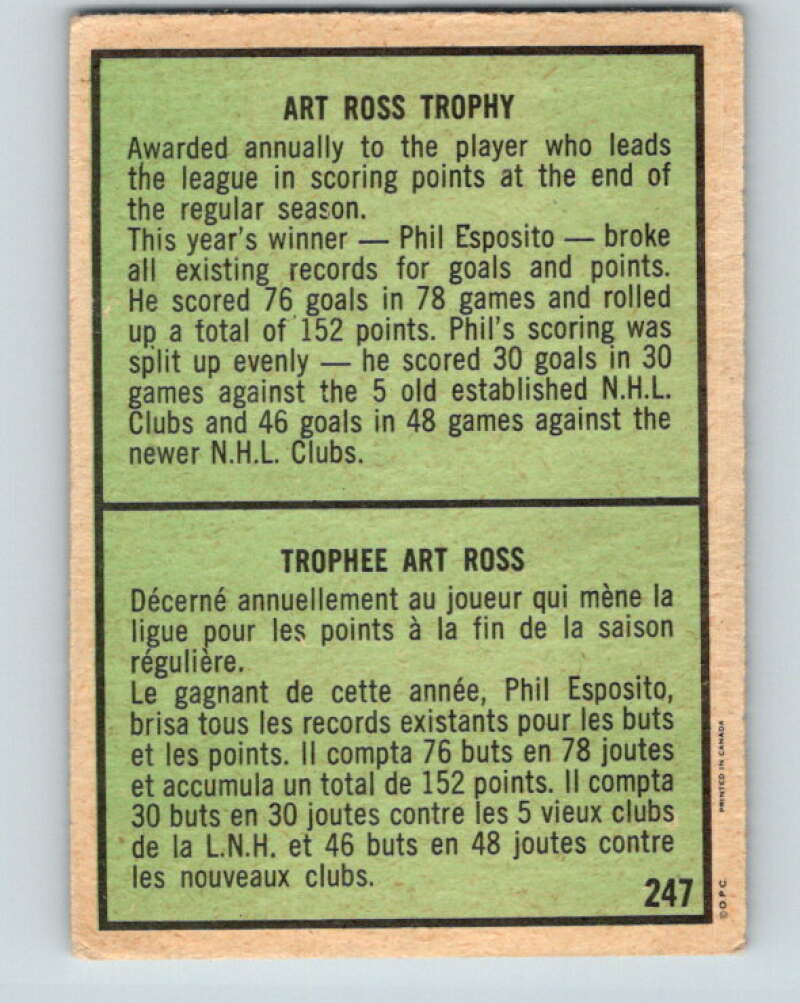 ART ROSS TROPHY
Awarded annually to the player who leads
the league in scoring points at the end of
the regular season.
This year's winner — Phil Esposito — broke
all existing records for goals and points.
He scored 76 goals in 78 games and rolled
up a total of 152 points. Phil's scoring was
split up evenly — he scored 30 goals in 30
games against the 5 old established N.H.L.
Clubs and 46 goals in 48 games against the
newer N.H.L. Clubs.
TROPHEE ART ROSS
Décerné annuellement au joueur qui mène la
ligue pour les points à la fin de la saison
régulière.
Le gagnant de cette année, Phil Esposito,
brisa tous les records existants pour les buts
et les points. Il compta 76 buts en 78 joutes
et accumula un total de 152 points. Il compta
30 buts en 30 joutes contre les 5 vieux clubs
de la L.N.H. et 46 buts en 48 joutes contre
les nouveaux clubs.
247
©O.P.C. PRINTED IN CANADA